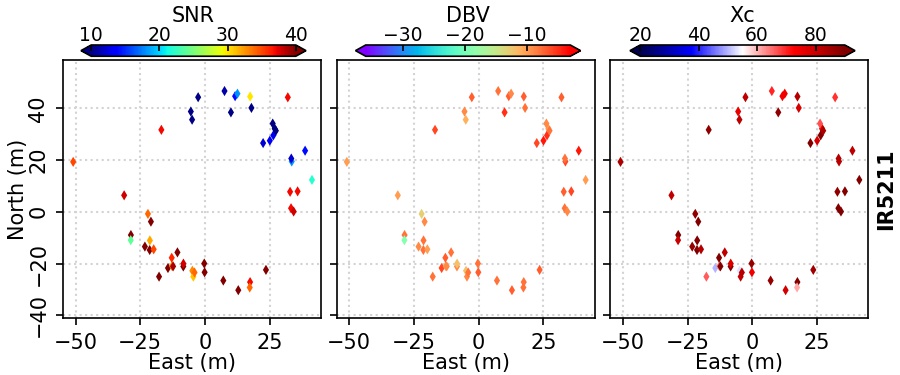 SNR DBV Xc
10 20 30 40 −30 −20 −10 20 40 60 80
40
20
0
−20
−40
North (m)
IR5211
−50 −25 0 25 −50 −25 0 25 −50 −25 0 25
East (m) East (m) East (m)